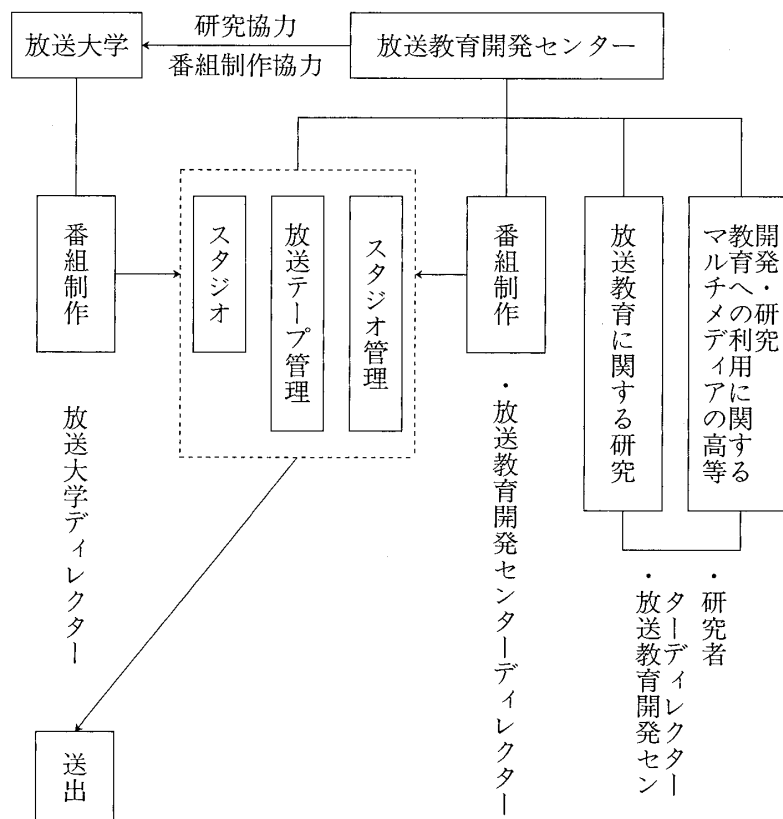 放送大学
研究協力
番組制作協力
放送教育開発センター
番組制作
スタジオ
放送テープ管理
スタジオ管理
番組制作
放送教育に関する研究
マルチメディアの高等
教育への利用に関する
開発・研究
放送大学ディレクター
・放送教育開発センターディレクター
・研究者
・放送教育開発セン
ターディレクター
送出